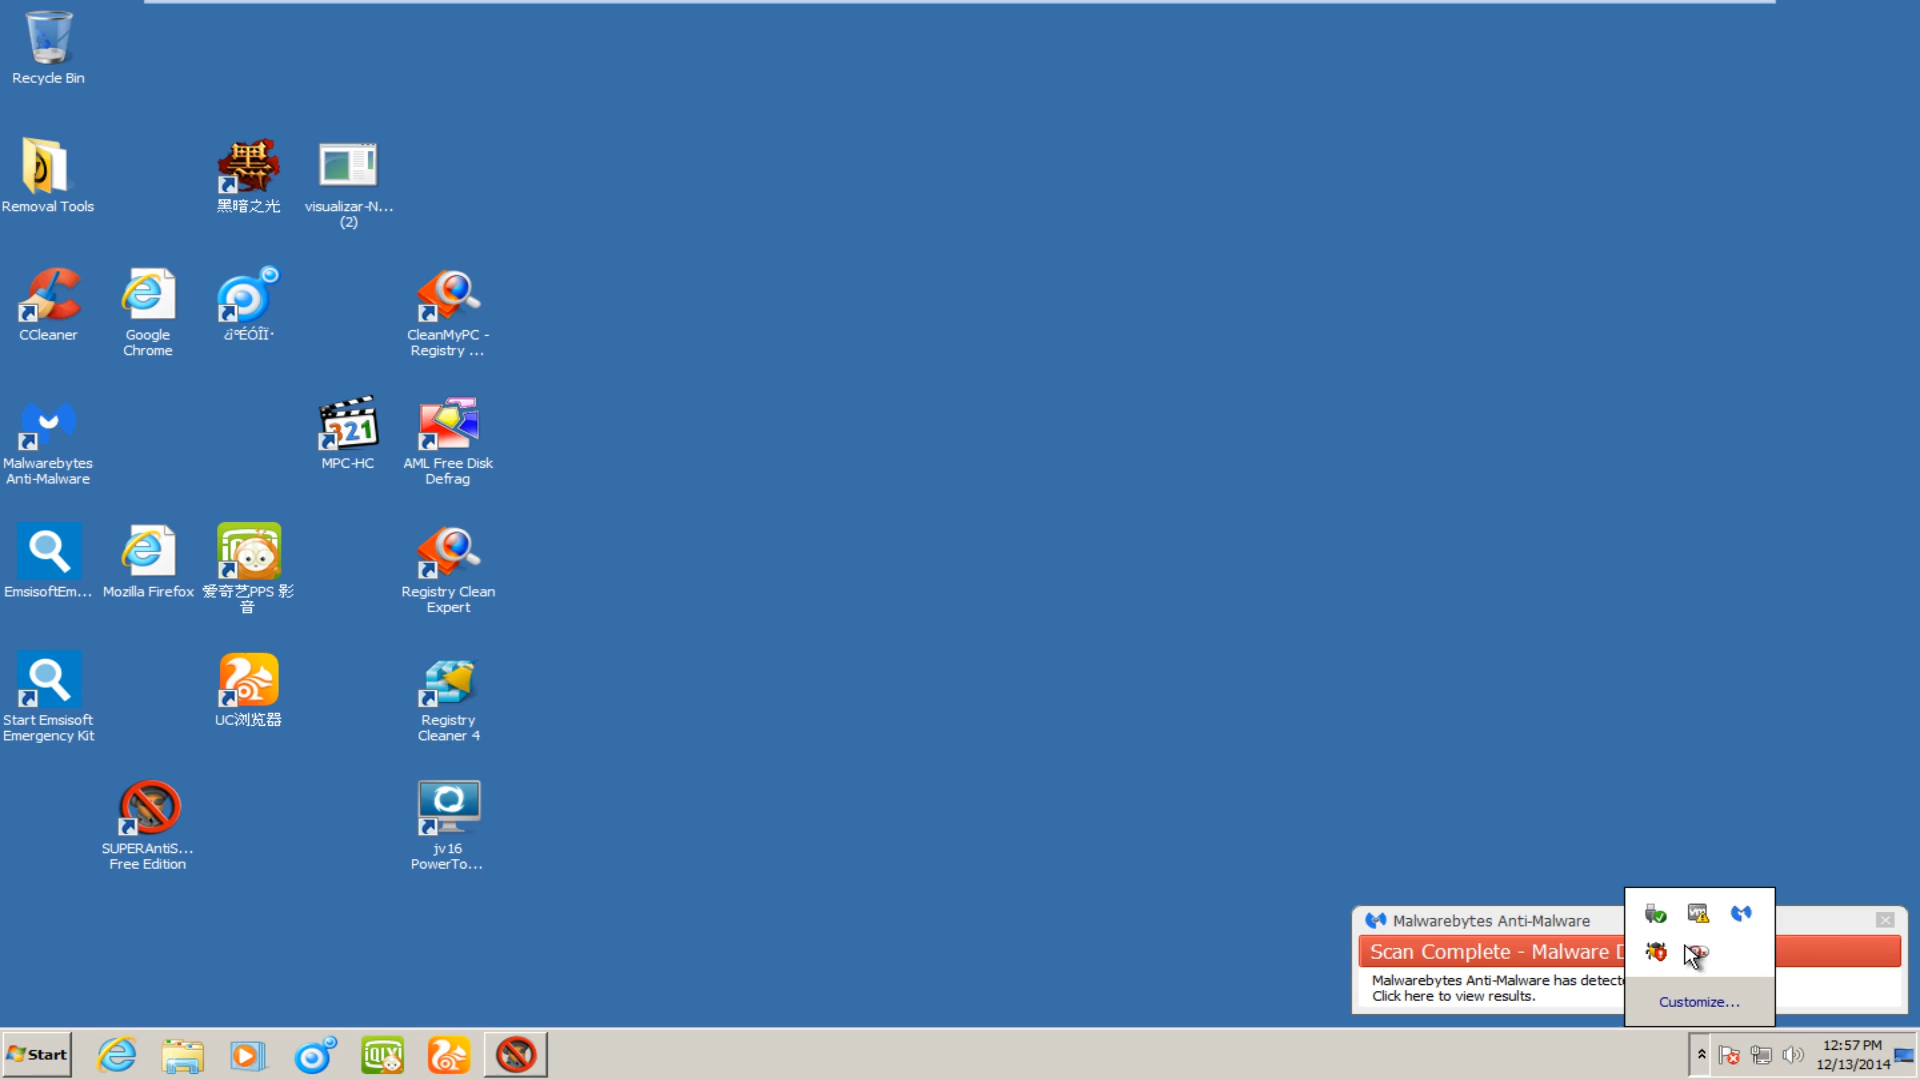 Recycle Bin
Removal Tools
黑暗之光
visualizar-N...
(2)
CCleaner
Google
Chrome
CleanMyPC -
Registry ...
Malwarebytes
Anti-Malware
321
MPC-HC
AML Free Disk
Defrag
EmsisoftEm...
Mozilla Firefox
爱奇艺PPS 影
音
Registry Clean
Expert
Start Emsisoft
Emergency Kit
UC浏览器
Registry
Cleaner 4
SUPERAntiS...
Free Edition
jv16
PowerTo...
Malwarebytes Anti-Malware
Scan Complete - Malware
Malwarebytes Anti-Malware has
Click here to view results.
Customize...
Start
iQIYI
12:57 PM
12/13/2014